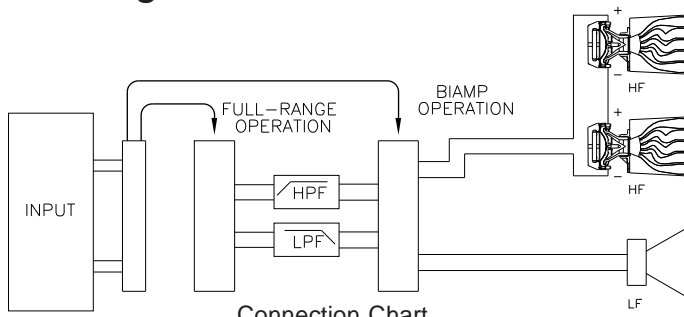 BIAMP
OPERATION
FULL-RANGE
OPERATION
INPUT
HPF
LPF
+
−
HF
+
−
HF
LF
Connection Chart